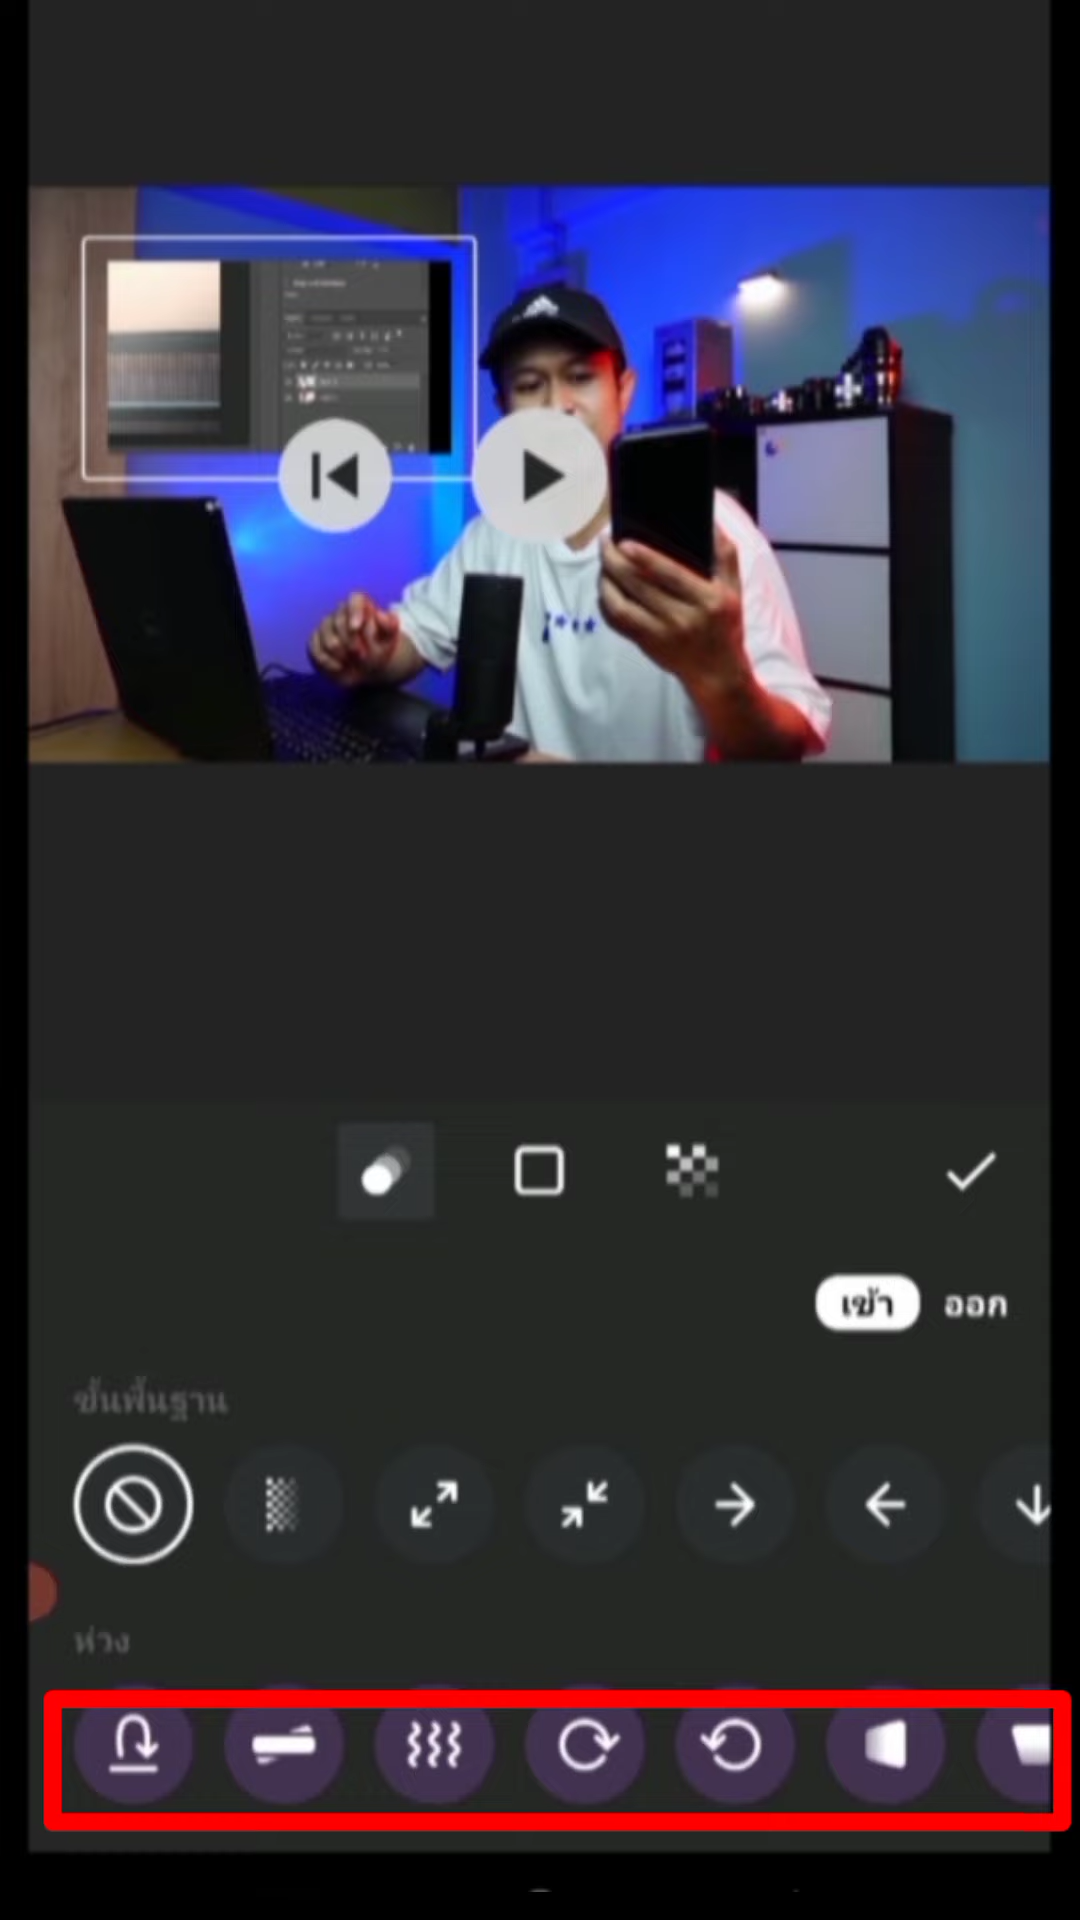 เข้า ออก
ขั้นพื้นฐาน
ห่วง